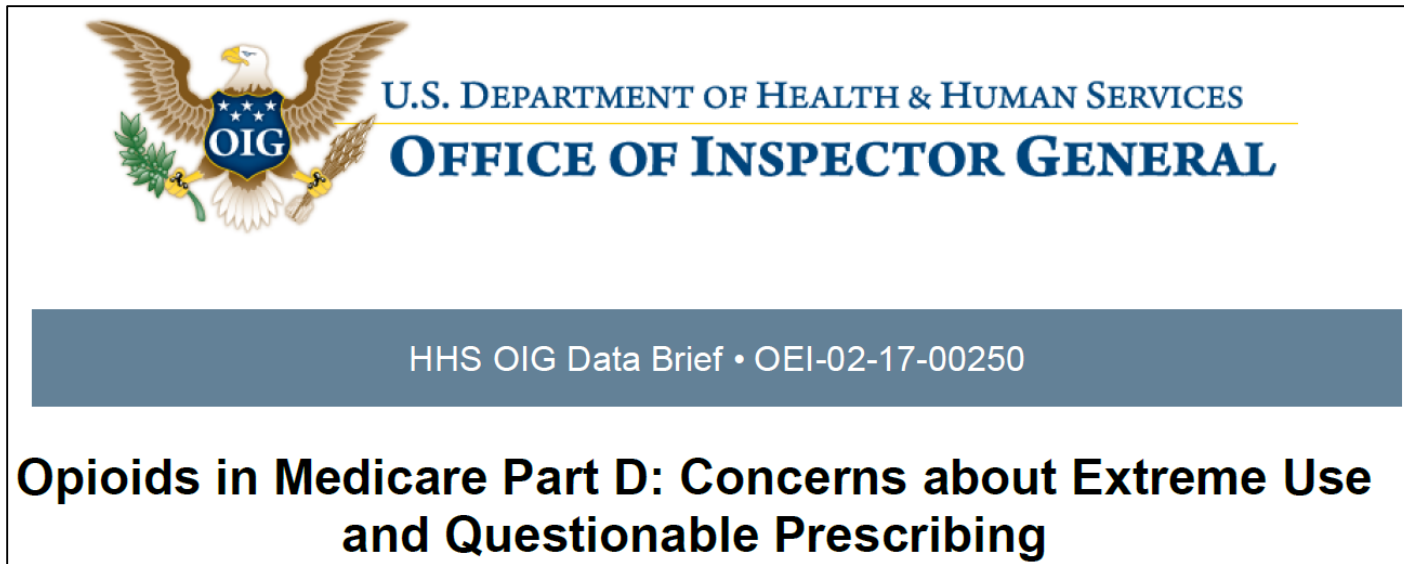 U.S. DEPARTMENT OF HEALTH & HUMAN SERVICES
OIG
OFFICE OF INSPECTOR GENERAL
HHS OIG Data Brief • OEI-02-17-00250
Opioids in Medicare Part D: Concerns about Extreme Use
and Questionable Prescribing